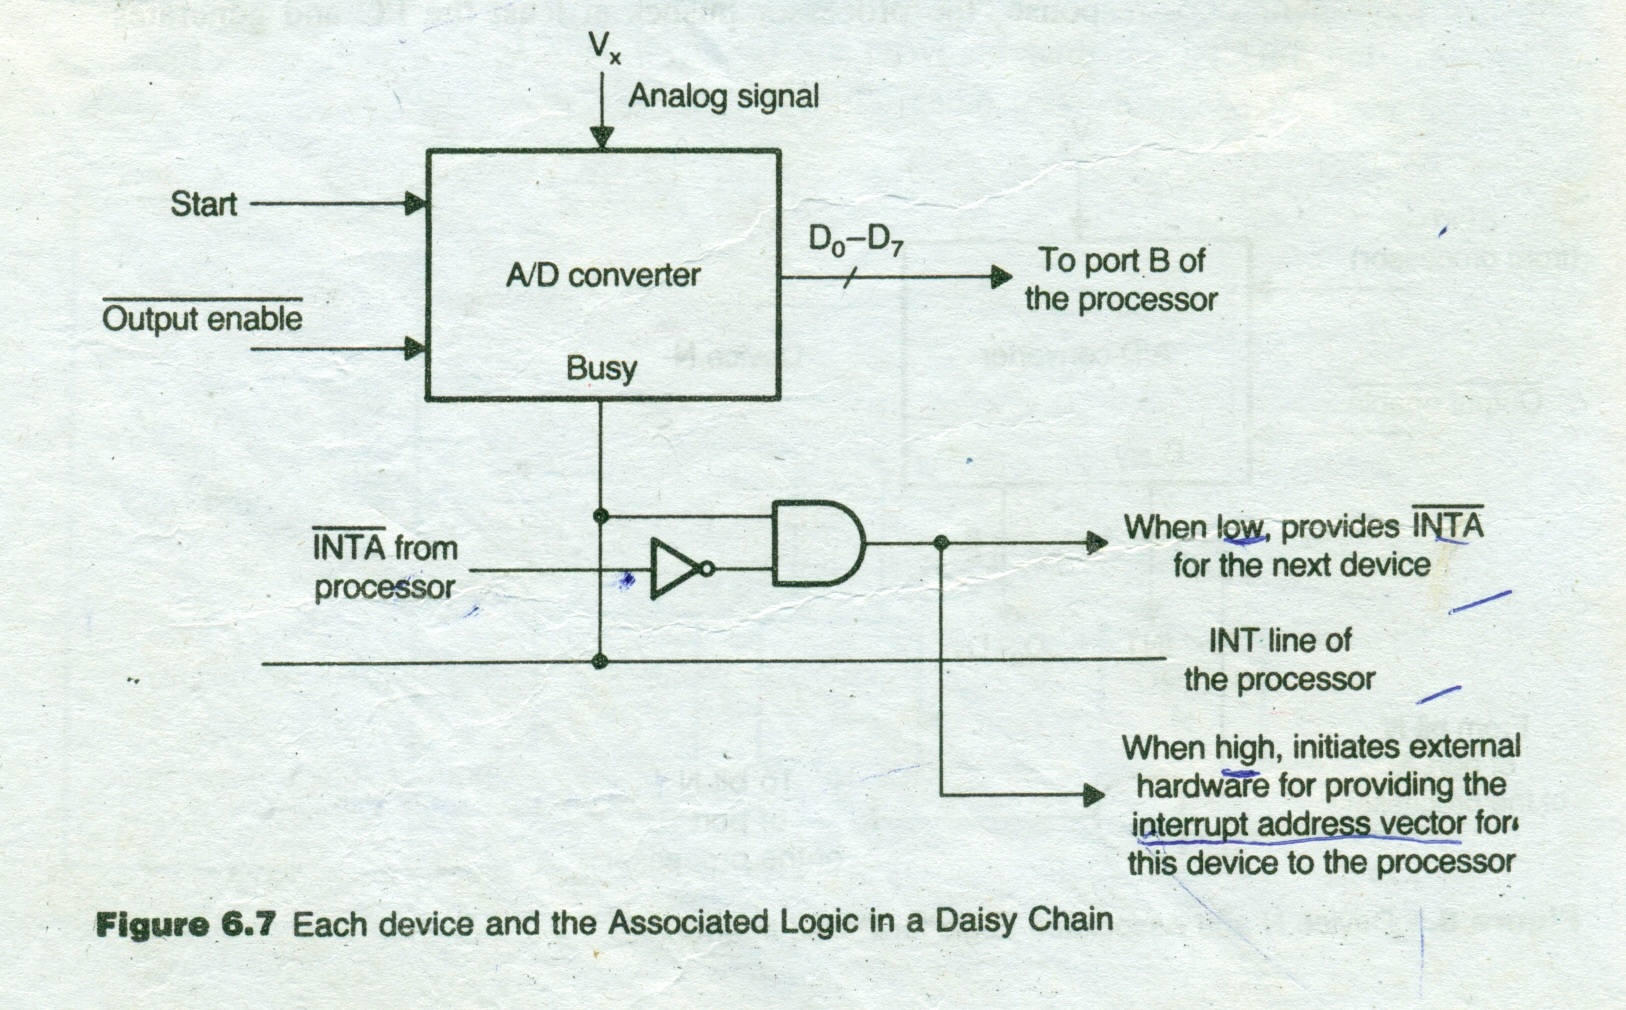 Vx
Analog signal
Start
D0–D7
A/D converter
To port B of
the processor
Output enable
Busy
INTA from
processor
When low, provides INTA
for the next device
INT line of
the processor
When high, initiates external
hardware for providing the
interrupt address vector for
this device to the processor
Figure 6.7 Each device and the Associated Logic in a Daisy Chain